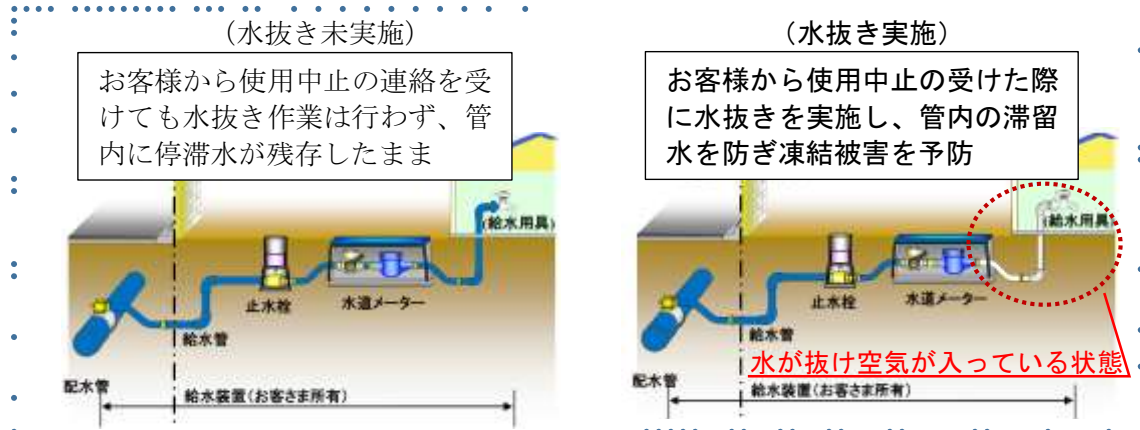 （水抜き未実施）
お客様から使用中止の連絡を受
けても水抜き作業は行わず、管
内に停滞水が残存したまま
(給水用具)
止水栓
水道メーター
給水管
配水管
給水装置（お客さま所有）
（水抜き実施）
お客様から使用中止の受けた際
に水抜きを実施し、管内の滞留
水を防ぎ凍結被害を予防
(給水用具)
止水栓
水道メーター
給水管
水が抜け空気が入っている状態
配水管
給水装置（お客さま所有）